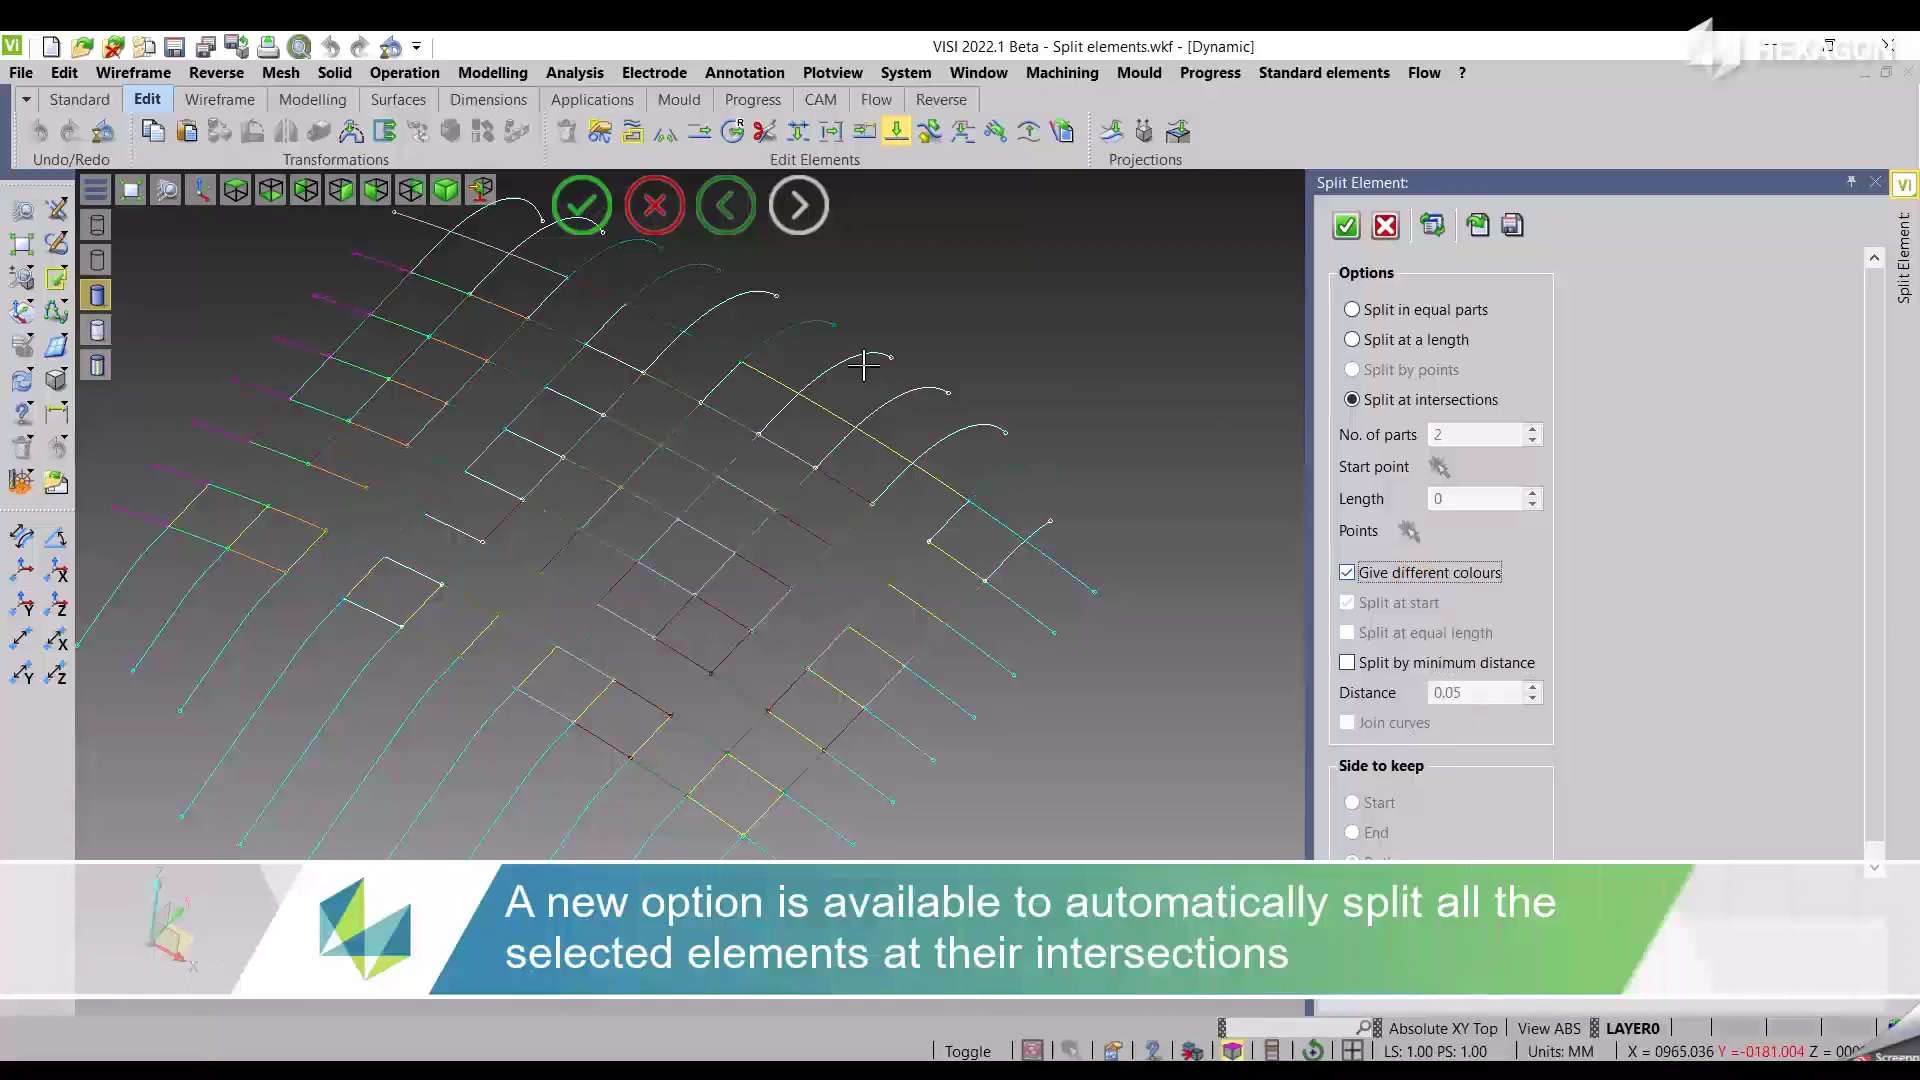 VISI 2022.1 Beta - Split elements.wkf - [Dynamic]
HEXAGON
File Edit Wireframe Reverse Mesh Solid Operation Modelling Analysis Electrode Annotation Plotview System Window Machining Mould Progress Standard elements Flow ?
Standard Edit Wireframe Modelling Surfaces Dimensions Applications Mould Progress CAM Flow Reverse
Undo/Redo Transformations Edit Elements Projections
Split Element:
Split Element
Options
Split in equal parts
Split at a length
Split by points
Split at intersections
No. of parts 2
Start point
Length 0
Points
Give different colours
Split at start
Split at equal length
Split by minimum distance
Distance 0.05
Join curves
Side to keep
Start
End
X
Y
Z
X
Y
Z
A new option is available to automatically split all the
selected elements at their intersections
Z
X
Absolute XY Top View ABS LAYER0
Toggle LS: 1.00 PS: 1.00 Units: MM X = 0965.036 Y =-0181.004 Z = 000